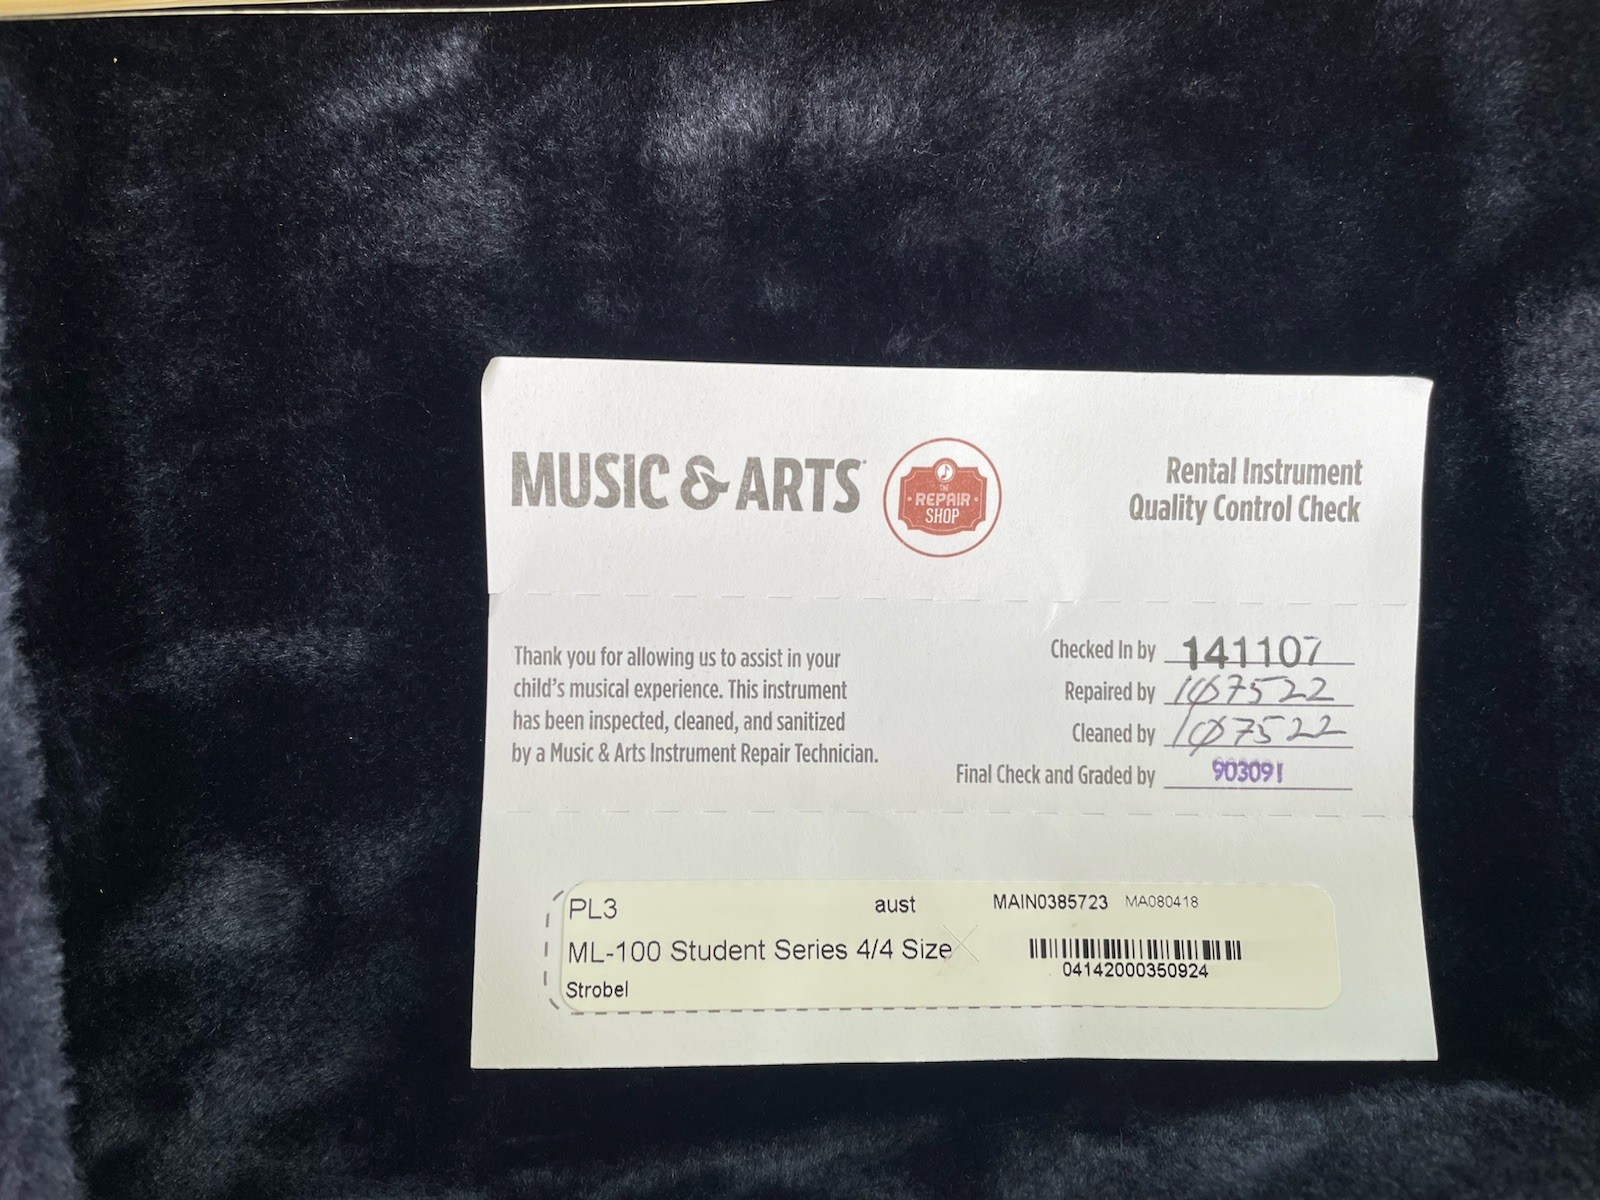 MUSIC & ARTS
THE
REPAIR
SHOP
Rental Instrument
Quality Control Check
Thank you for allowing us to assist in your
child's musical experience. This instrument
has been inspected, cleaned, and sanitized
by a Music & Arts Instrument Repair Technician.
Checked In by 141107
Repaired by 107522
Cleaned by 107522
Final Check and Graded by 903091
PL3 aust MAIN0385723 MA080418
ML-100 Student Series 4/4 Size
04142000350924
Strobel